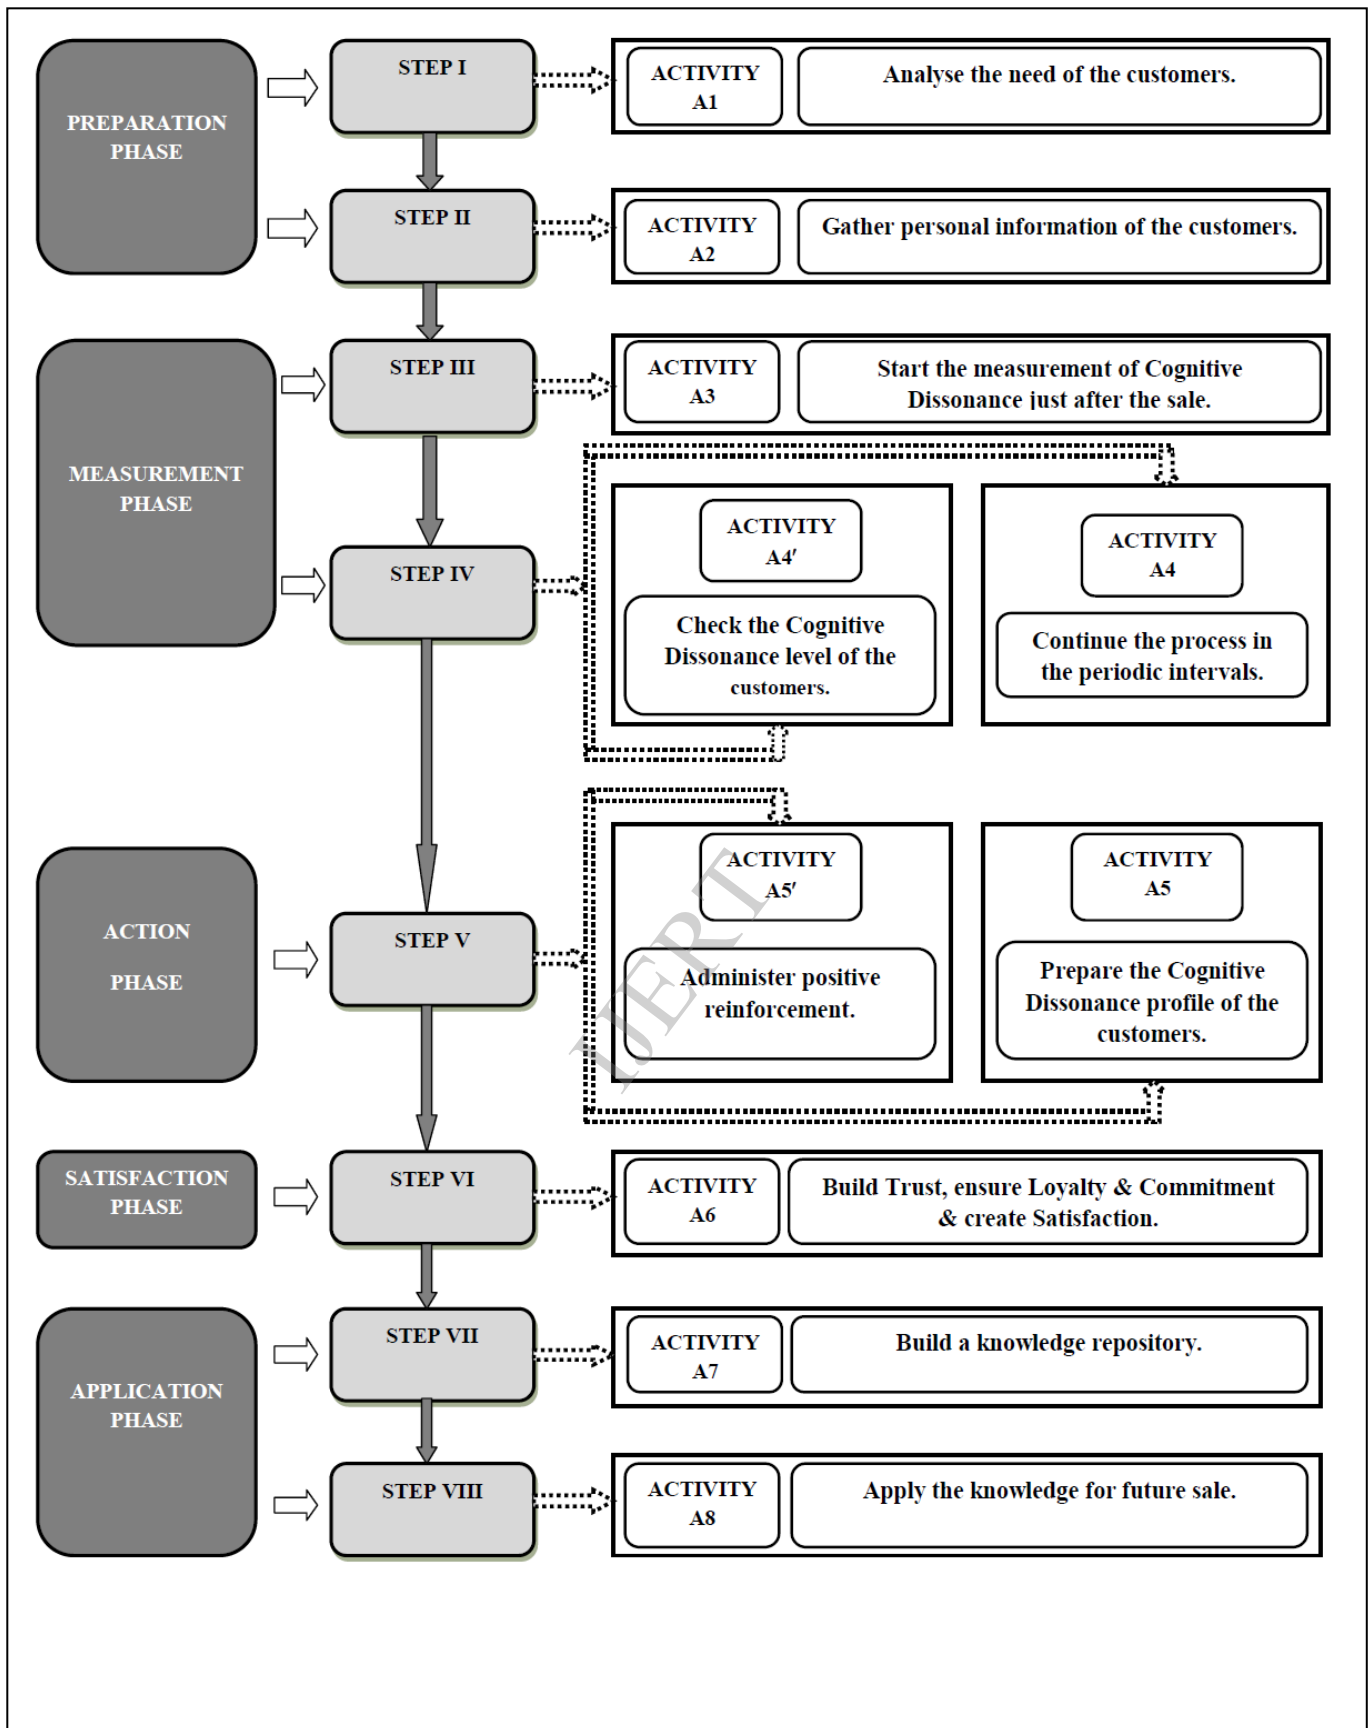 PREPARATION
PHASE
STEP I
ACTIVITY
A1
Analyse the need of the customers.
STEP II
ACTIVITY
A2
Gather personal information of the customers.
MEASUREMENT
PHASE
STEP III
ACTIVITY
A3
Start the measurement of Cognitive
Dissonance just after the sale.
STEP IV
ACTIVITY
A4′
Check the Cognitive
Dissonance level of the
customers.
ACTIVITY
A4
Continue the process in
the periodic intervals.
ACTION
PHASE
STEP V
ACTIVITY
A5′
Administer positive
reinforcement.
ACTIVITY
A5
Prepare the Cognitive
Dissonance profile of the
customers.
IJERT
SATISFACTION
PHASE
STEP VI
ACTIVITY
A6
Build Trust, ensure Loyalty & Commitment
& create Satisfaction.
APPLICATION
PHASE
STEP VII
ACTIVITY
A7
Build a knowledge repository.
STEP VIII
ACTIVITY
A8
Apply the knowledge for future sale.